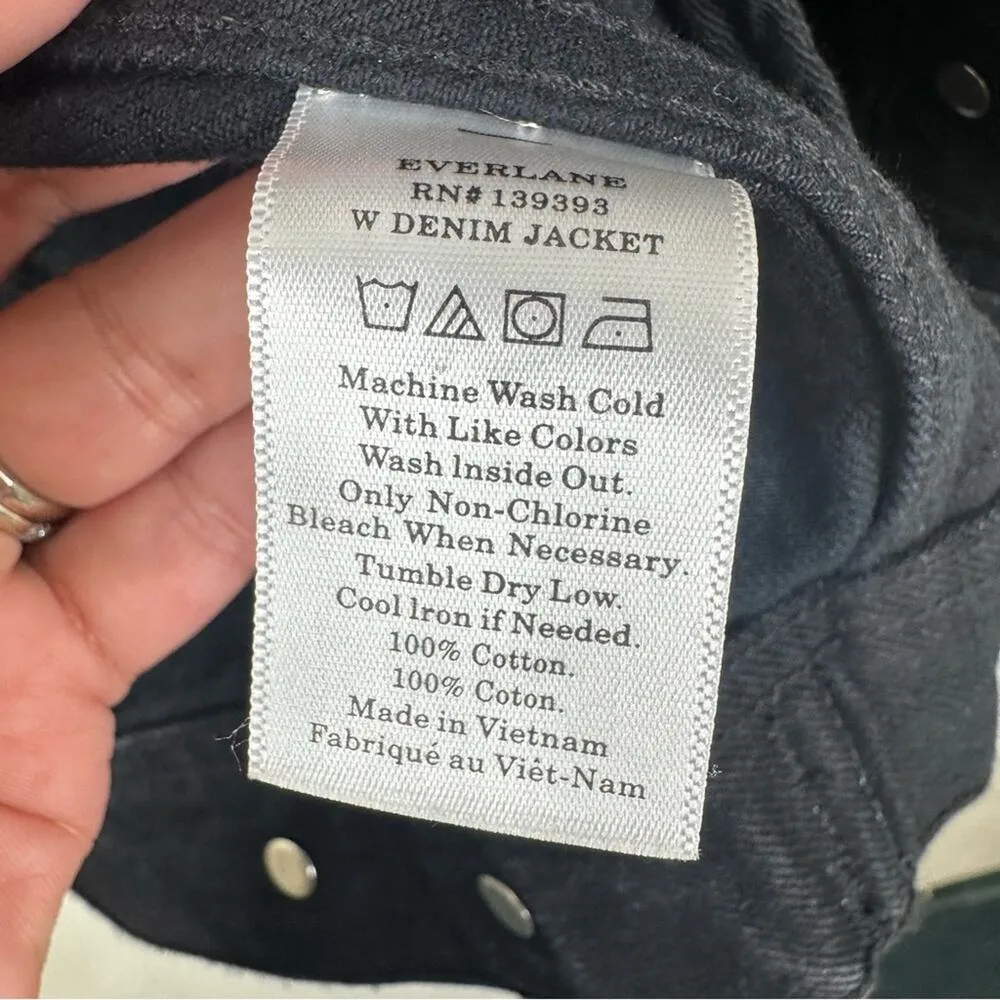 EVERLANE
RN# 139393
W DENIM JACKET
Machine Wash Cold
With Like Colors
Wash Inside Out.
Only Non-Chlorine
Bleach When Necessary.
Tumble Dry Low.
Cool Iron if Needed.
100% Cotton.
100% Coton.
Made in Vietnam
Fabriqué au Viêt-Nam